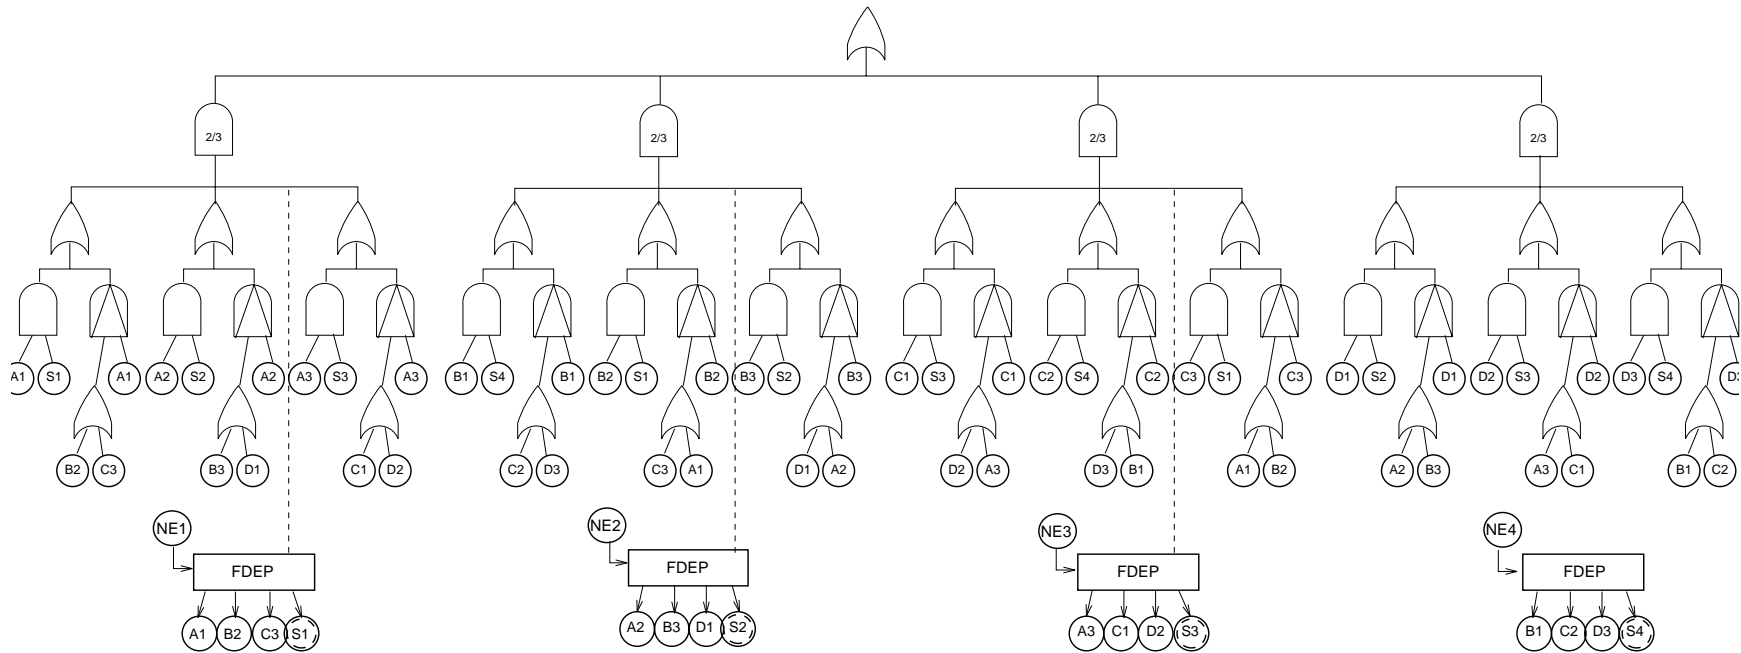 2/3 2/3 2/3 2/3
A1 S1 A1 A2 S2 A2 A3 S3 A3 B1 S4 B1 B2 S1 B2 B3 S2 B3 C1 S3 C1 C2 S4 C2 C3 S1 C3 D1 S2 D1 D2 S3 D2 D3 S4 D3
B2 C3 B3 D1 C1 D2 C2 D3 C3 A1 D1 A2 D2 A3 D3 B1 A1 B2 A2 B3 A3 C1 B1 C2
NE1 NE2 NE3 NE4
FDEP FDEP FDEP FDEP
A1 B2 C3 S1 A2 B3 D1 S2 A3 C1 D2 S3 B1 C2 D3 S4